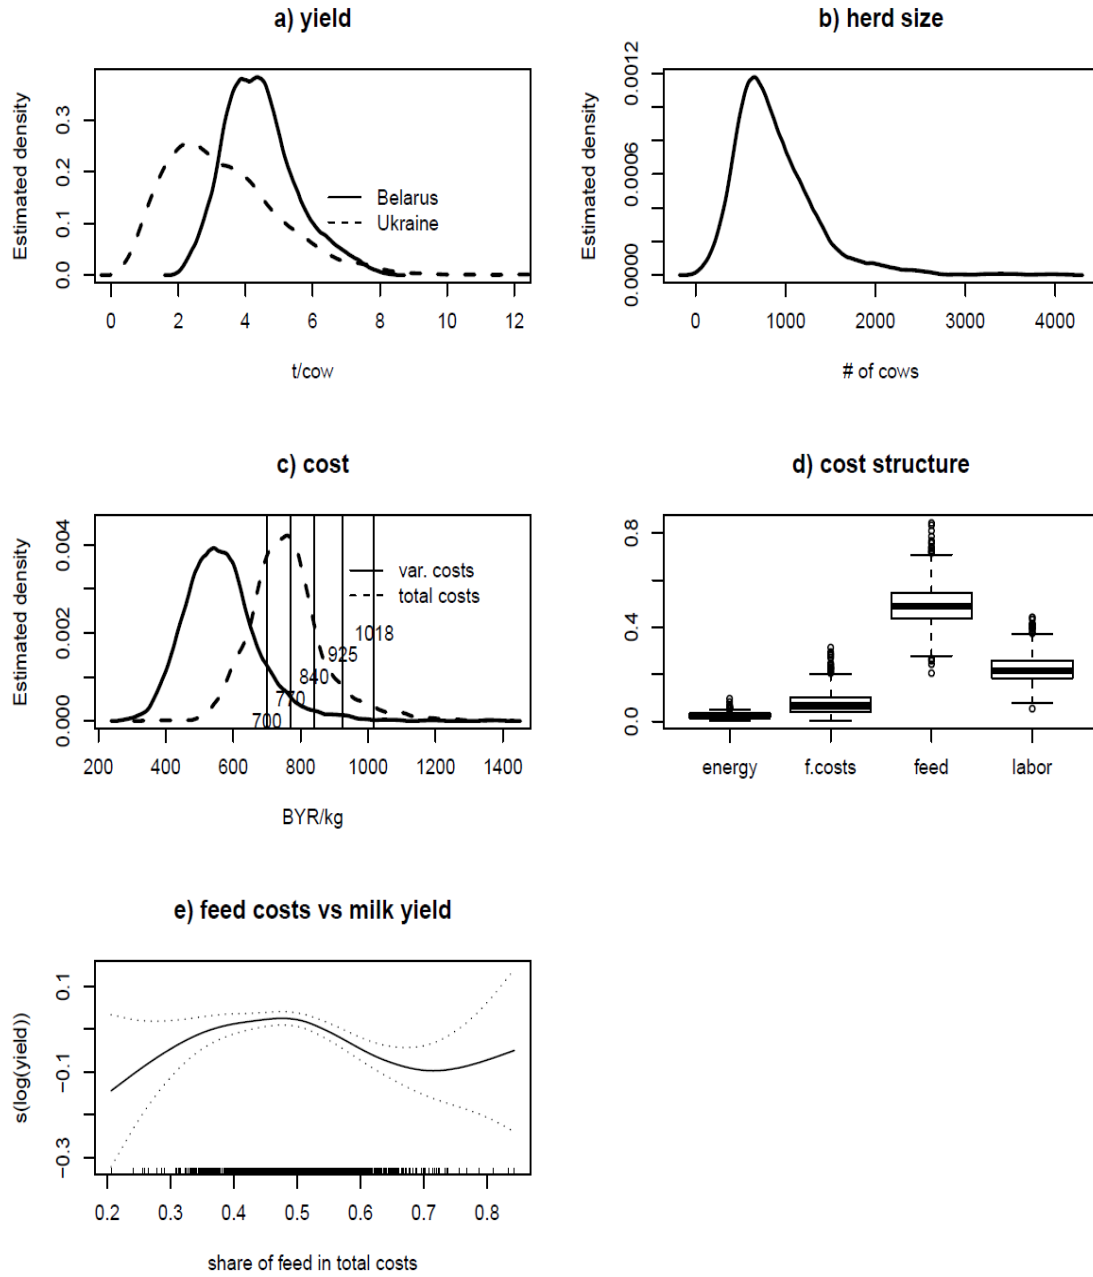 a) yield
Estimated density
0.0 0.1 0.2 0.3
Belarus
Ukraine
0 2 4 6 8 10 12
t/cow
b) herd size
Estimated density
0.0000 0.0006 0.0012
0 1000 2000 3000 4000
# of cows
c) cost
Estimated density
0.000 0.002 0.004
var. costs
total costs
700 770 840 925 1018
200 400 600 800 1000 1200 1400
BYR/kg
d) cost structure
0.0 0.4 0.8
energy f.costs feed labor
e) feed costs vs milk yield
s(log(yield))
−0.3 −0.1 0.1
0.2 0.3 0.4 0.5 0.6 0.7 0.8
share of feed in total costs